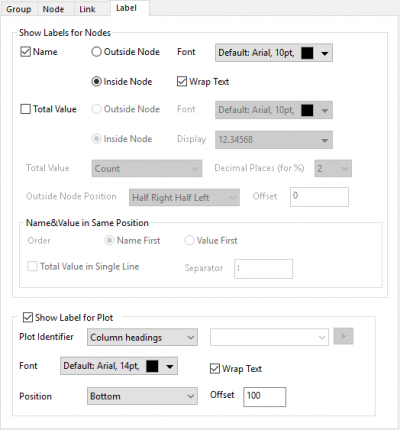 Group Node Link Label
Show Labels for Nodes
Name Outside Node Font Default: Arial, 10pt,
Inside Node Wrap Text
Total Value Outside Node Font Default: Arial, 10pt,
Inside Node Display 12.34568
Total Value Count Decimal Places (for %) 2
Outside Node Position Half Right Half Left Offset 0
Name&Value in Same Position
Order Name First Value First
Total Value in Single Line Separator :
Show Label for Plot
Plot Identifier Column headings >
Font Default: Arial, 14pt, Wrap Text
Position Bottom Offset 100